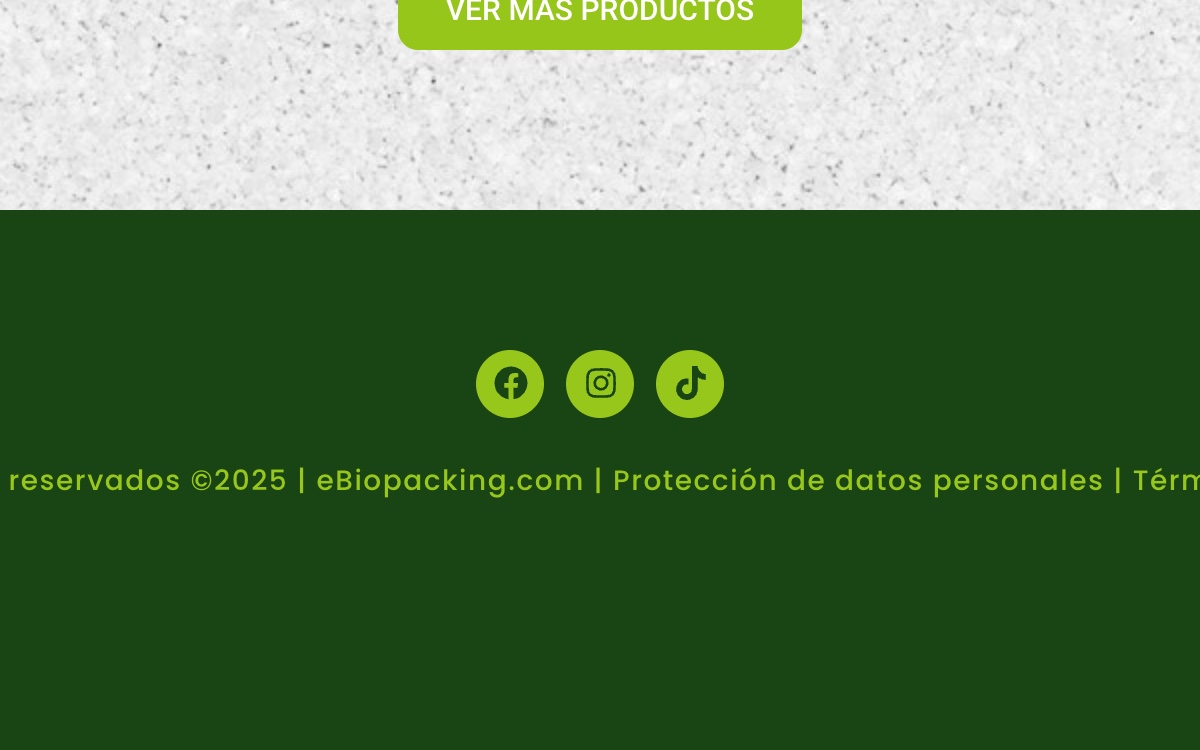 VER MÁS PRODUCTOS
reservados ©2025 | eBiopacking.com | Protección de datos personales |